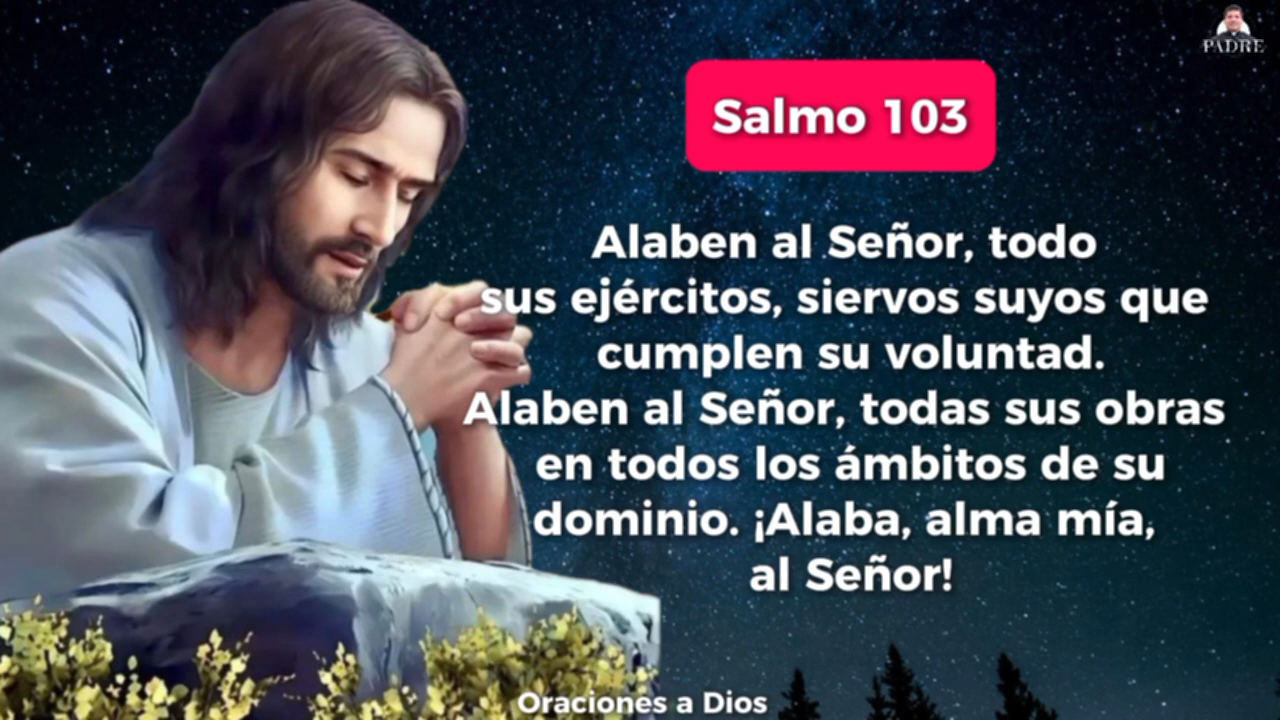 PADRE
Salmo 103
Alaben al Señor, todo
sus ejércitos, siervos suyos que
cumplen su voluntad.
Alaben al Señor, todas sus obras
en todos los ámbitos de su
dominio. ¡Alaba, alma mía,
al Señor!
Oraciones a Dios